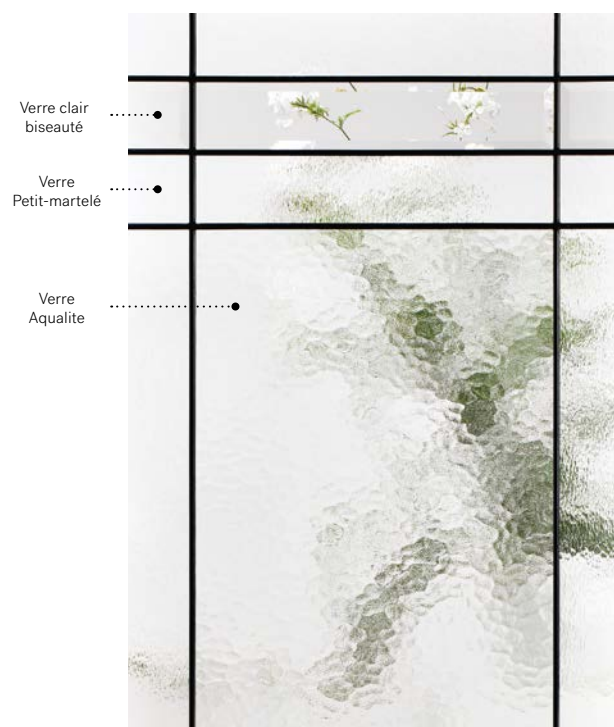 Verre clair
biseauté
Verre
Petit-martelé
Verre
Aqualite